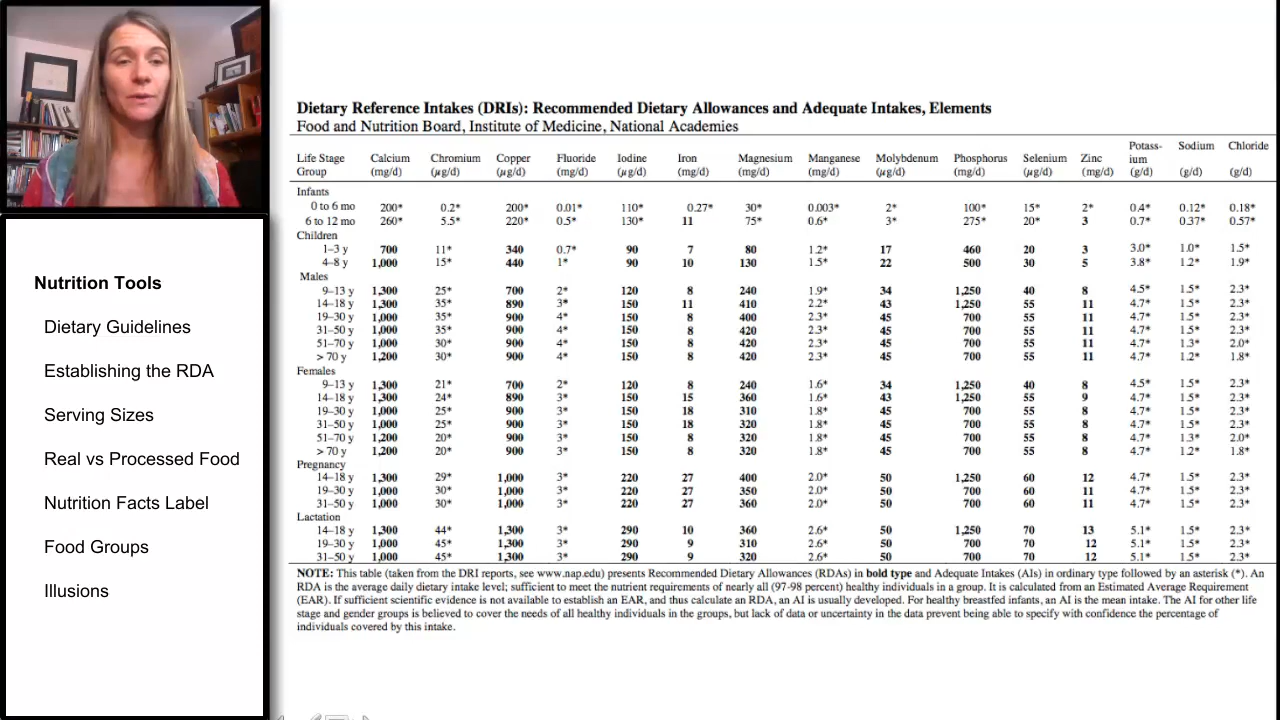 Nutrition Tools
Dietary Guidelines
Establishing the RDA
Serving Sizes
Real vs Processed Food
Nutrition Facts Label
Food Groups
Illusions
Dietary Reference Intakes (DRIs): Recommended Dietary Allowances and Adequate Intakes, Elements
Food and Nutrition Board, Institute of Medicine, National Academies
Potass- Sodium Chloride
Life Stage Calcium Chromium Copper Fluoride Iodine Iron Magnesium Manganese Molybdenum Phosphorus Selenium Zinc ium
Group (mg/d) (µg/d) (µg/d) (mg/d) (µg/d) (mg/d) (mg/d) (mg/d) (µg/d) (mg/d) (µg/d) (mg/d) (g/d) (g/d) (g/d)
Infants
0 to 6 mo 200* 0.2* 200* 0.01* 110* 0.27* 30* 0.003* 2* 100* 15* 2* 0.4* 0.12* 0.18*
6 to 12 mo 260* 5.5* 220* 0.5* 130* 11 75* 0.6* 3* 275* 20* 3 0.7* 0.37* 0.57*
Children
1–3 y 700 11* 340 0.7* 90 7 80 1.2* 17 460 20 3 3.0* 1.0* 1.5*
4–8 y 1,000 15* 440 1* 90 10 130 1.5* 22 500 30 5 3.8* 1.2* 1.9*
Males
9–13 y 1,300 25* 700 2* 120 8 240 1.9* 34 1,250 40 8 4.5* 1.5* 2.3*
14–18 y 1,300 35* 890 3* 150 11 410 2.2* 43 1,250 55 11 4.7* 1.5* 2.3*
19–30 y 1,000 35* 900 4* 150 8 400 2.3* 45 700 55 11 4.7* 1.5* 2.3*
31–50 y 1,000 35* 900 4* 150 8 420 2.3* 45 700 55 11 4.7* 1.5* 2.3*
51–70 y 1,000 30* 900 4* 150 8 420 2.3* 45 700 55 11 4.7* 1.3* 2.0*
> 70 y 1,200 30* 900 4* 150 8 420 2.3* 45 700 55 11 4.7* 1.2* 1.8*
Females
9–13 y 1,300 21* 700 2* 120 8 240 1.6* 34 1,250 40 8 4.5* 1.5* 2.3*
14–18 y 1,300 24* 890 3* 150 15 360 1.6* 43 1,250 55 9 4.7* 1.5* 2.3*
19–30 y 1,000 25* 900 3* 150 18 310 1.8* 45 700 55 8 4.7* 1.5* 2.3*
31–50 y 1,000 25* 900 3* 150 18 320 1.8* 45 700 55 8 4.7* 1.5* 2.3*
51–70 y 1,200 20* 900 3* 150 8 320 1.8* 45 700 55 8 4.7* 1.3* 2.0*
> 70 y 1,200 20* 900 3* 150 8 320 1.8* 45 700 55 8 4.7* 1.2* 1.8*
Pregnancy
14–18 y 1,300 29* 1,000 3* 220 27 400 2.0* 50 1,250 60 12 4.7* 1.5* 2.3*
19–30 y 1,000 30* 1,000 3* 220 27 350 2.0* 50 700 60 11 4.7* 1.5* 2.3*
31–50 y 1,000 30* 1,000 3* 220 27 360 2.0* 50 700 60 11 4.7* 1.5* 2.3*
Lactation
14–18 y 1,300 44* 1,300 3* 290 10 360 2.6* 50 1,250 70 13 5.1* 1.5* 2.3*
19–30 y 1,000 45* 1,300 3* 290 9 310 2.6* 50 700 70 12 5.1* 1.5* 2.3*
31–50 y 1,000 45* 1,300 3* 290 9 320 2.6* 50 700 70 12 5.1* 1.5* 2.3*
NOTE: This table (taken from the DRI reports, see www.nap.edu) presents Recommended Dietary Allowances (RDAs) in bold type and Adequate Intakes (AIs) in ordinary type followed by an asterisk (*). An
RDA is the average daily dietary intake level; sufficient to meet the nutrient requirements of nearly all (97-98 percent) healthy individuals in a group. It is calculated from an Estimated Average Requirement
(EAR). If sufficient scientific evidence is not available to establish an EAR, and thus calculate an RDA, an AI is usually developed. For healthy breastfed infants, an AI is the mean intake. The AI for other life
stage and gender groups is believed to cover the needs of all healthy individuals in the groups, but lack of data or uncertainty in the data prevent being able to specify with confidence the percentage of
individuals covered by this intake.